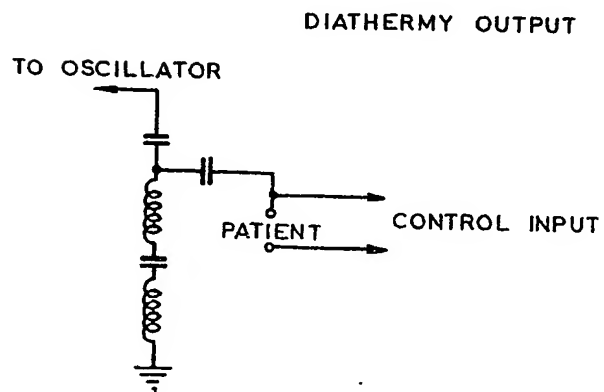 DIATHERMY OUTPUT
TO OSCILLATOR
PATIENT
CONTROL INPUT